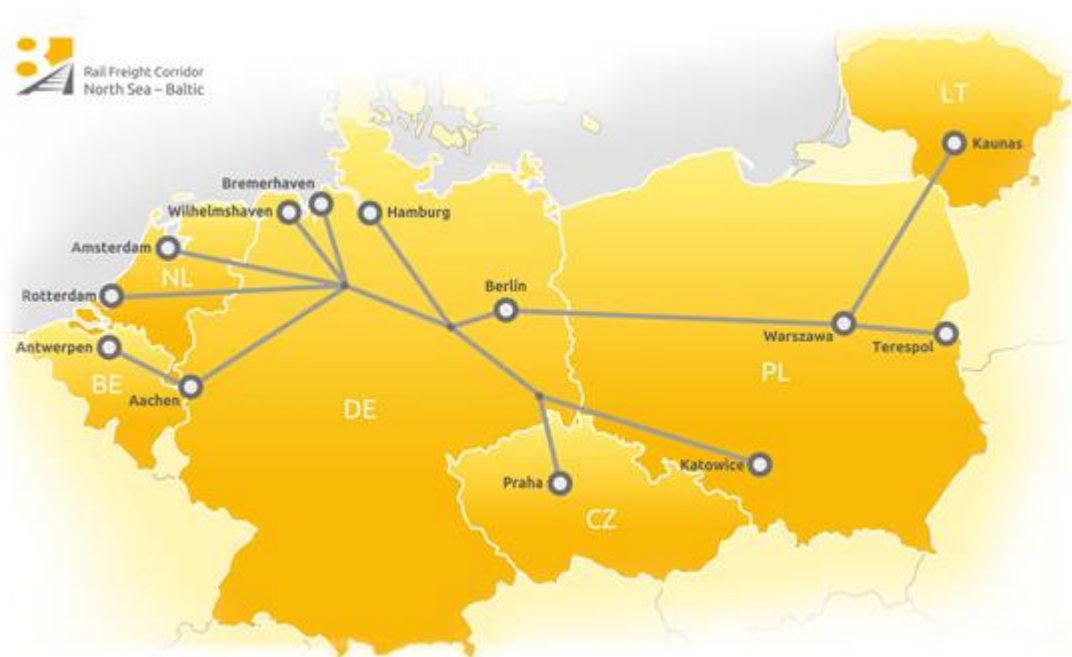 8
Rail Freight Corridor
North Sea – Baltic
LT
Kaunas
Bremerhaven
Wilhelmshaven
Hamburg
Amsterdam
NL
Rotterdam
Berlin
Antwerpen
Warszawa
Terespol
BE
Aachen
DE
PL
Katowice
Praha
CZ